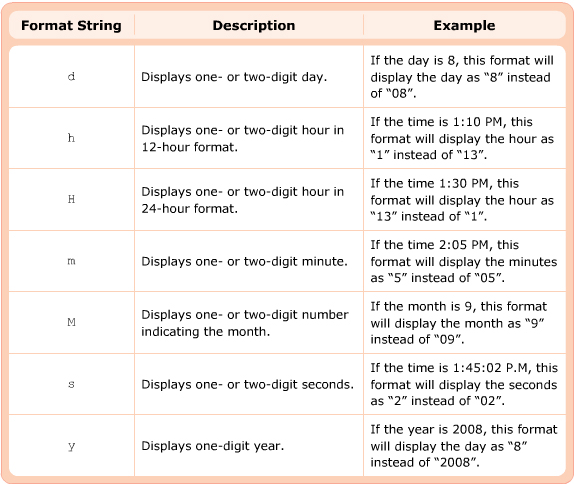 Format String Description Example
d
Displays one- or two-digit day.
If the day is 8, this format will
display the day as “8” instead
of “08”.
h
Displays one- or two-digit hour in
12-hour format.
If the time is 1:10 PM, this
format will display the hour as
“1” instead of “13”.
H
Displays one- or two-digit hour in
24-hour format.
If the time 1:30 PM, this
format will display the hour as
“13” instead of “1”.
m
Displays one- or two-digit minute.
If the time 2:05 PM, this
format will display the minutes
as “5” instead of “05”.
M
Displays one- or two-digit number
indicating the month.
If the month is 9, this format
will display the month as “9”
instead of “09”.
s
Displays one- or two-digit seconds.
If the time is 1:45:02 P.M, this
format will display the seconds
as “2” instead of “02”.
y
Displays one-digit year.
If the year is 2008, this format
will display the day as “8”
instead of “2008”.